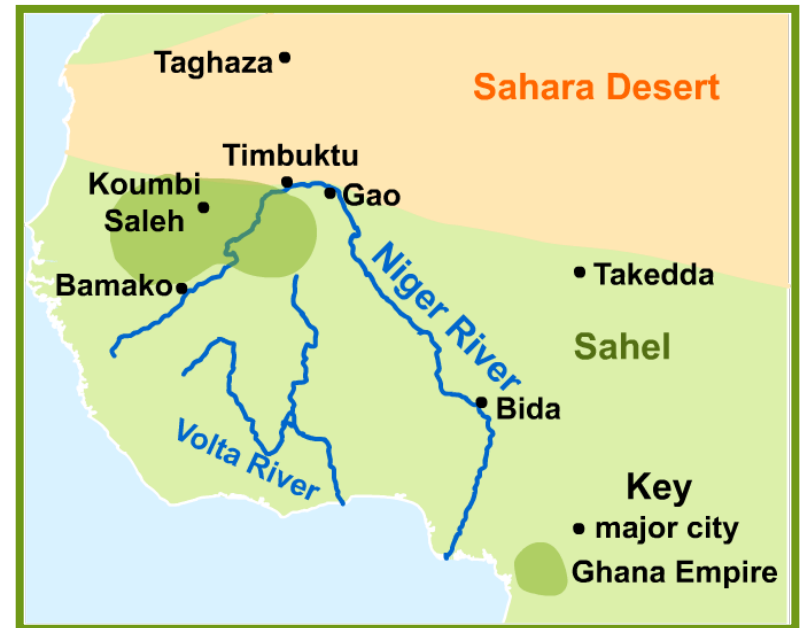 Taghaza
Sahara Desert
Timbuktu
Koumbi
Saleh
Gao
Bamako
Niger River
Takedda
Sahel
Bida
Volta River
Key
major city
Ghana Empire